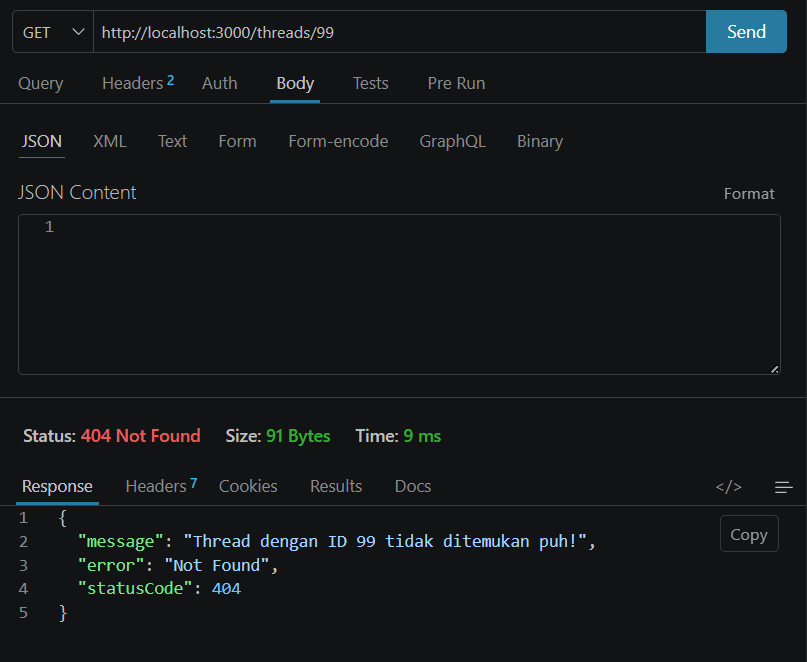 GET http://localhost:3000/threads/99 Send
Query Headers 2 Auth Body Tests Pre Run
JSON XML Text Form Form-encode GraphQL Binary
JSON Content Format
1
Status: 404 Not Found Size: 91 Bytes Time: 9 ms
Response Headers 7 Cookies Results Docs </>
1 {
Copy
2 "message": "Thread dengan ID 99 tidak ditemukan puh!",
3 "error": "Not Found",
4 "statusCode": 404
5 }